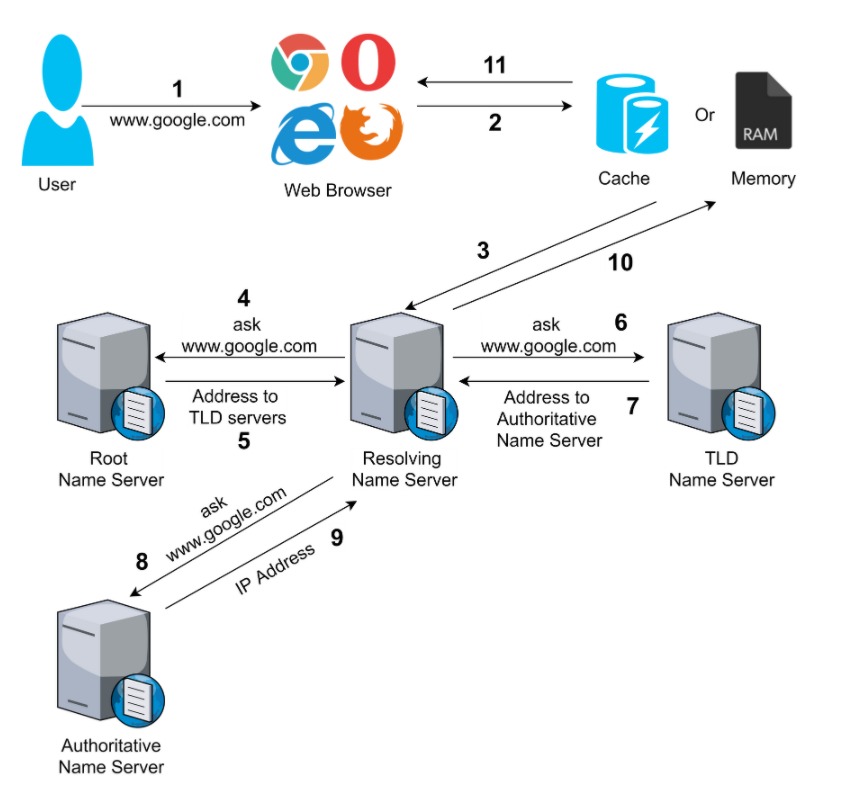 1
www.google.com
User
Web Browser
11
2
Cache
Or
RAM
Memory
3
10
4
ask
www.google.com
Address to
TLD servers
5
Root
Name Server
Resolving
Name Server
ask
6
www.google.com
Address to
Authoritative
Name Server
7
TLD
Name Server
ask
www.google.com
8
9
IP Address
Authoritative
Name Server